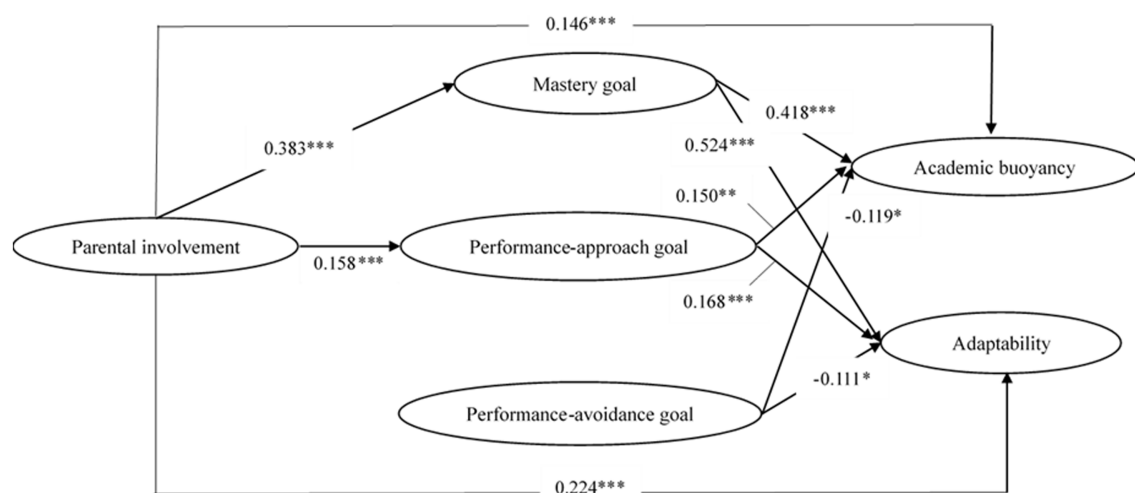 0.146***
Mastery goal
0.418***
0.383***
0.524***
Academic buoyancy
0.150**
-0.119*
Parental involvement
Performance-approach goal
0.158***
0.168***
Adaptability
-0.111*
Performance-avoidance goal
0.224***